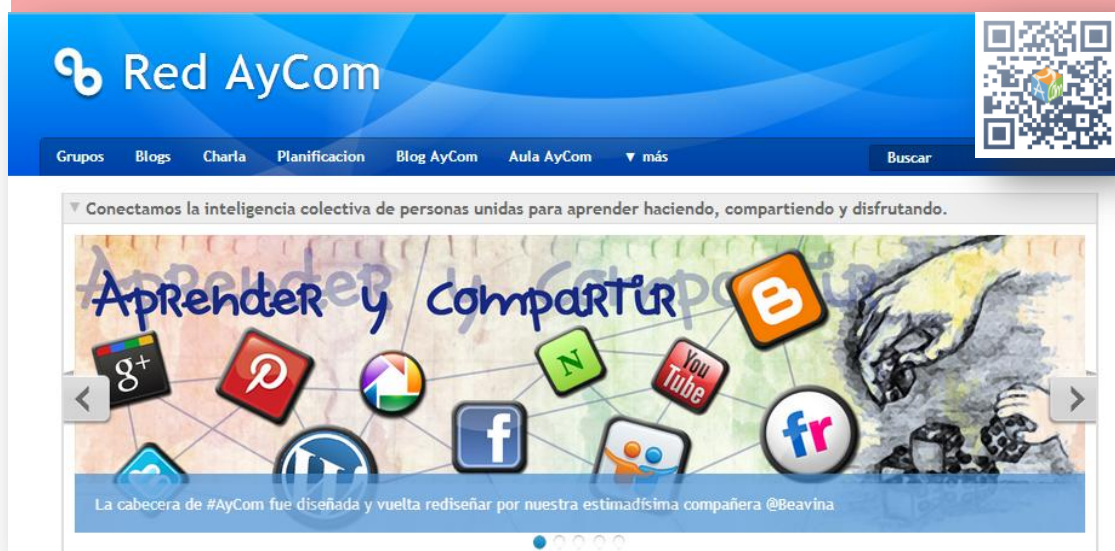 Red AyCom
Grupos Blogs Charla Planificacion Blog AyCom Aula AyCom ▼ más Buscar
Conectamos la inteligencia colectiva de personas unidas para aprender haciendo, compartiendo y disfrutando.
Aprender y compartir
Aprender y Compartir
g+
N
You
Tube
f
fr
La cabecera de #AyCom fue diseñada y vuelta rediseñar por nuestra estimadísima compañera @Beavina